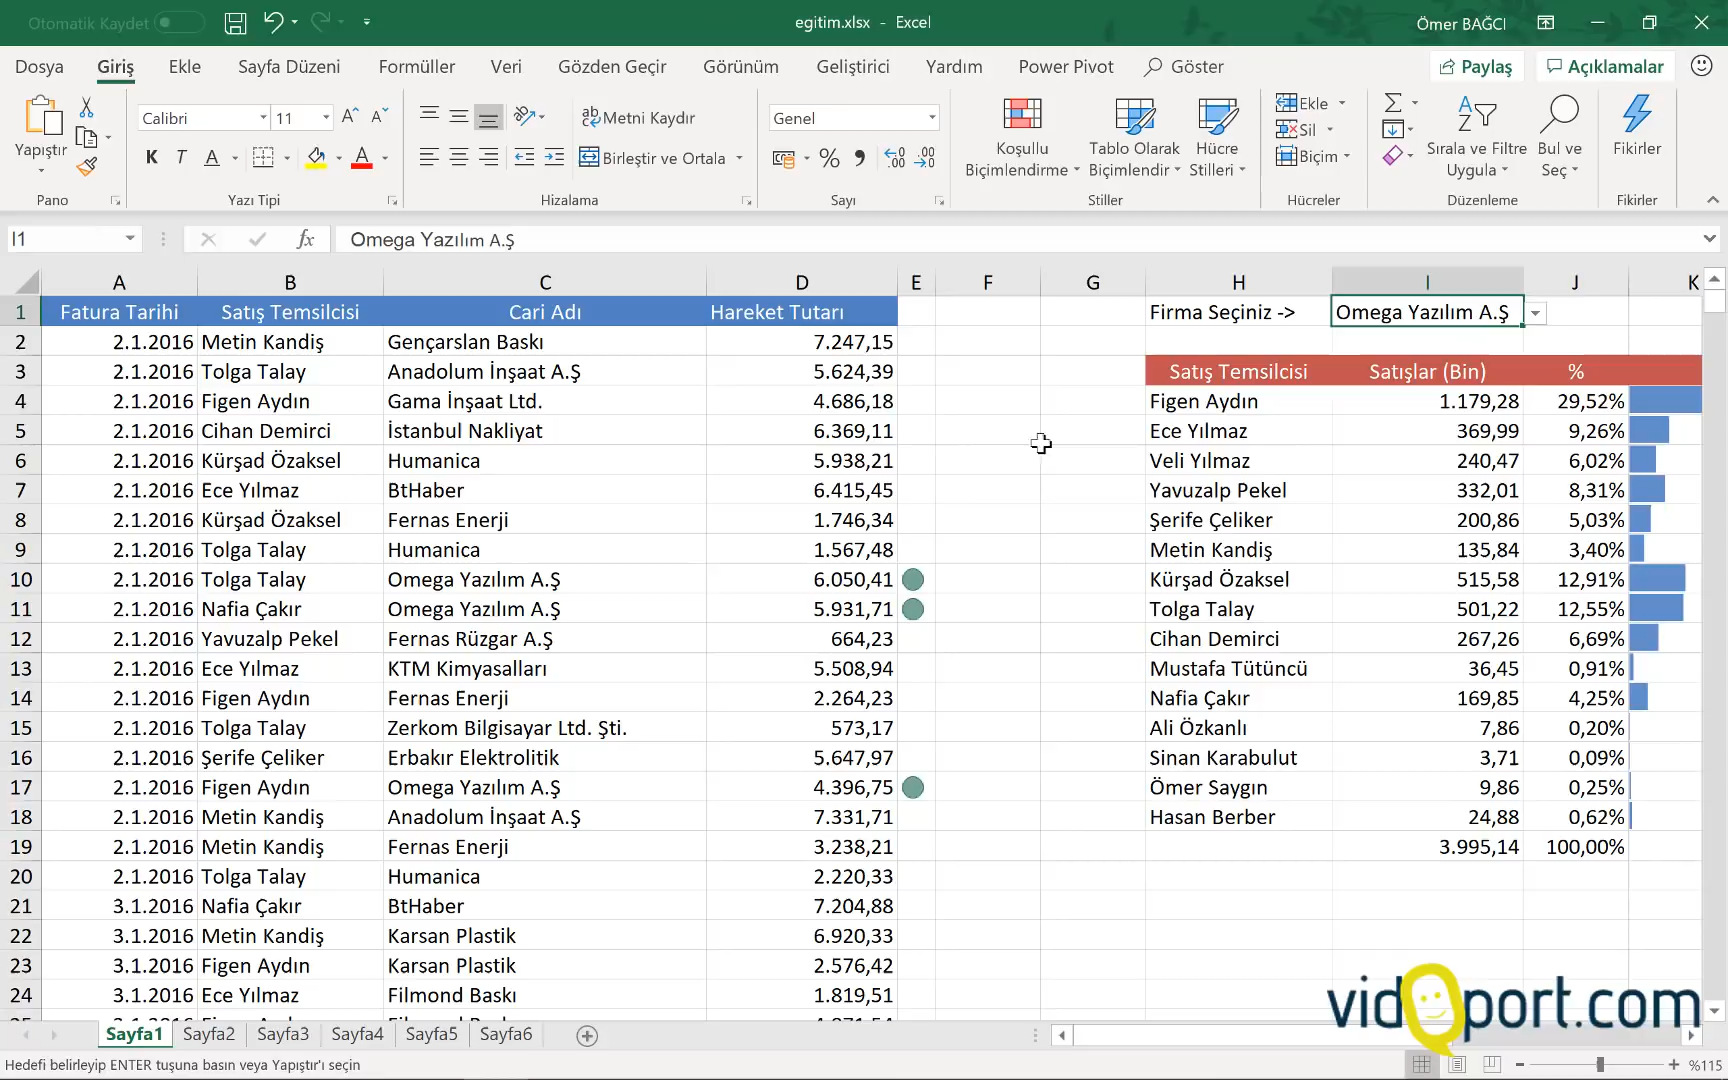 Otomatik Kaydet
egitim.xlsx - Excel
Ömer BAĞCI
Dosya Giriş Ekle Sayfa Düzeni Formüller Veri Gözden Geçir Görünüm Geliştirici Yardım Power Pivot Göster Paylaş Açıklamalar
Yapıştır
Calibri 11
K T A A
Metni Kaydır
Birleştir ve Ortala
Genel
Koşullu Biçimlendirme
Tablo Olarak Biçimlendir
Hücre Stilleri
Ekle
Sil
Biçim
Sırala ve Filtre Uygula
Bul ve Seç
Fikirler
Pano Yazı Tipi Hizalama Sayı Stiller Hücreler Düzenleme Fikirler
I1 fx Omega Yazılım A.Ş
A B C D E F G H I J K
1 Fatura Tarihi Satış Temsilcisi Cari Adı Hareket Tutarı Firma Seçiniz -> Omega Yazılım A.Ş
2 2.1.2016 Metin Kandiş Gençarslan Baskı 7.247,15
3 2.1.2016 Tolga Talay Anadolum İnşaat A.Ş 5.624,39 Satış Temsilcisi Satışlar (Bin) %
4 2.1.2016 Figen Aydın Gama İnşaat Ltd. 4.686,18 Figen Aydın 1.179,28 29,52%
5 2.1.2016 Cihan Demirci İstanbul Nakliyat 6.369,11 Ece Yılmaz 369,99 9,26%
6 2.1.2016 Kürşad Özaksel Humanica 5.938,21 Veli Yılmaz 240,47 6,02%
7 2.1.2016 Ece Yılmaz BtHaber 6.415,45 Yavuzalp Pekel 332,01 8,31%
8 2.1.2016 Kürşad Özaksel Fernas Enerji 1.746,34 Şerife Çeliker 200,86 5,03%
9 2.1.2016 Tolga Talay Humanica 1.567,48 Metin Kandiş 135,84 3,40%
10 2.1.2016 Tolga Talay Omega Yazılım A.Ş 6.050,41 Kürşad Özaksel 515,58 12,91%
11 2.1.2016 Nafia Çakır Omega Yazılım A.Ş 5.931,71 Tolga Talay 501,22 12,55%
12 2.1.2016 Yavuzalp Pekel Fernas Rüzgar A.Ş 664,23 Cihan Demirci 267,26 6,69%
13 2.1.2016 Ece Yılmaz KTM Kimyasalları 5.508,94 Mustafa Tütüncü 36,45 0,91%
14 2.1.2016 Figen Aydın Fernas Enerji 2.264,23 Nafia Çakır 169,85 4,25%
15 2.1.2016 Tolga Talay Zerkom Bilgisayar Ltd. Şti. 573,17 Ali Özkanlı 7,86 0,20%
16 2.1.2016 Şerife Çeliker Erbakır Elektrolitik 5.647,97 Sinan Karabulut 3,71 0,09%
17 2.1.2016 Figen Aydın Omega Yazılım A.Ş 4.396,75 Ömer Saygın 9,86 0,25%
18 2.1.2016 Metin Kandiş Anadolum İnşaat A.Ş 7.331,71 Hasan Berber 24,88 0,62%
19 2.1.2016 Metin Kandiş Fernas Enerji 3.238,21 3.995,14 100,00%
20 2.1.2016 Tolga Talay Humanica 2.220,33
21 3.1.2016 Nafia Çakır BtHaber 7.204,88
22 3.1.2016 Metin Kandiş Karsan Plastik 6.920,33
23 3.1.2016 Figen Aydın Karsan Plastik 2.576,42
24 3.1.2016 Ece Yılmaz Filmond Baskı 1.819,51
vidoport.com
Sayfa1 Sayfa2 Sayfa3 Sayfa4 Sayfa5 Sayfa6
Hedefi belirleyip ENTER tuşuna basın veya Yapıştır'ı seçin
%115